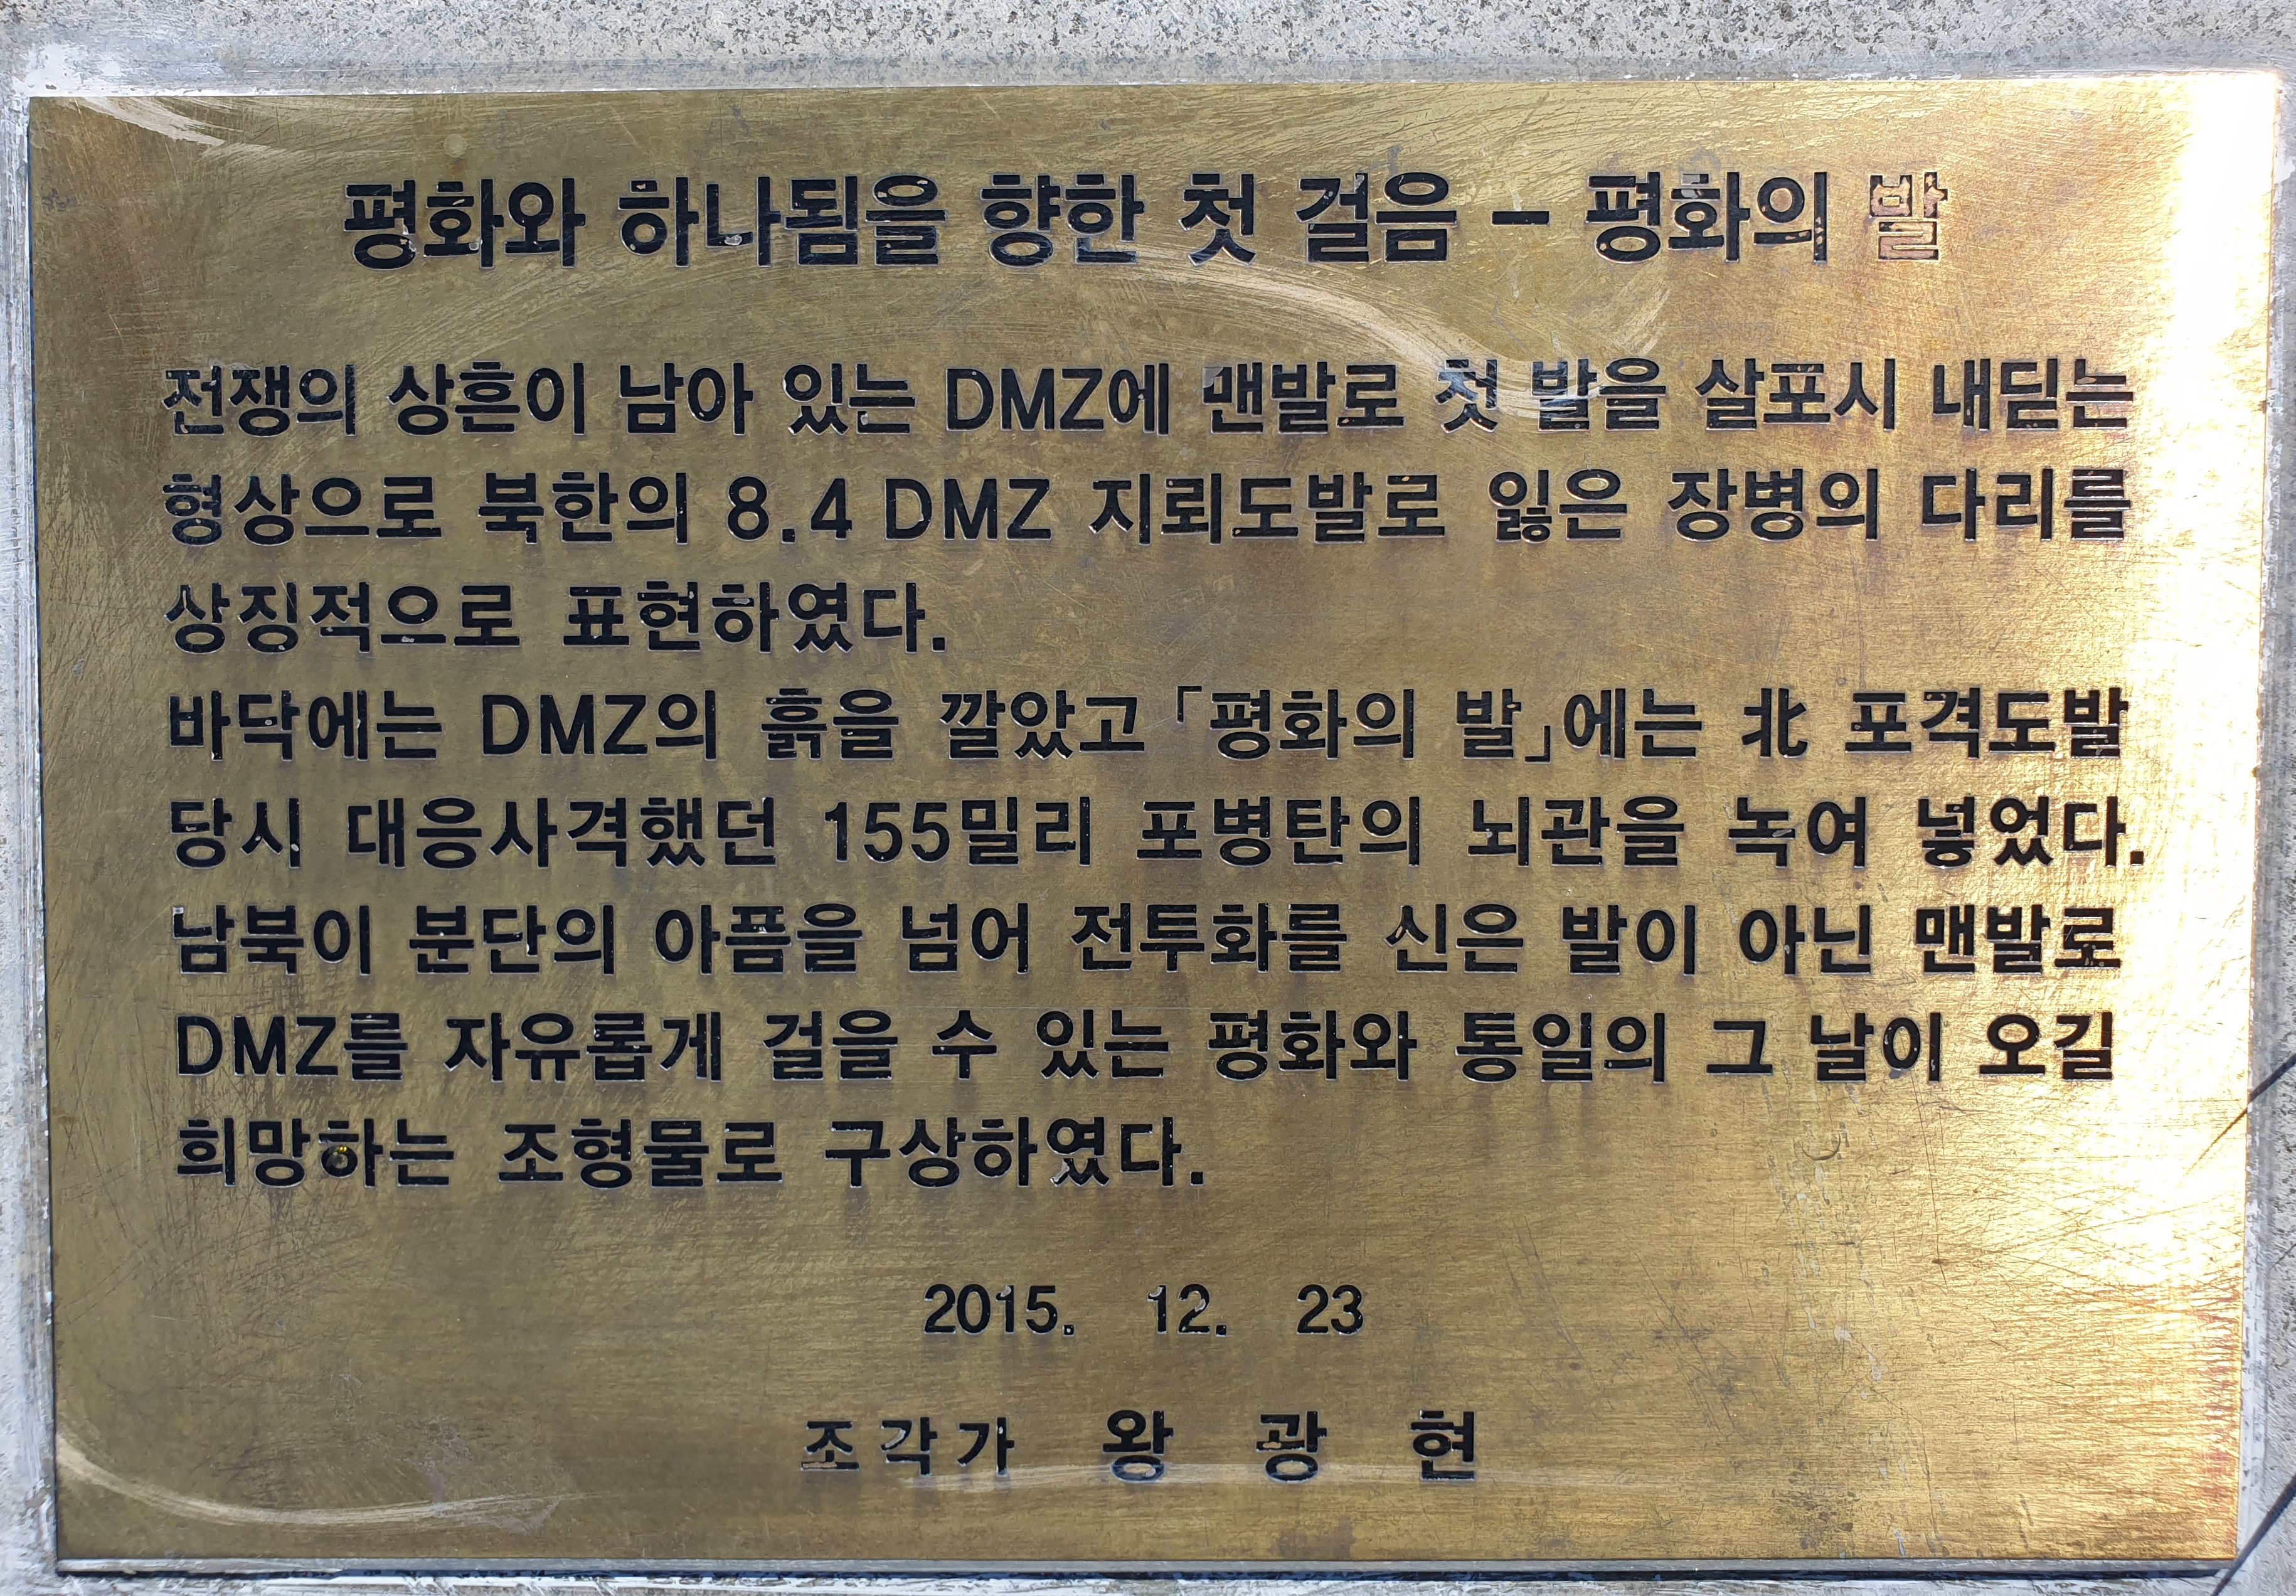 평화와 하나됨을 향한 첫 걸음 - 평화의 발
전쟁의 상흔이 남아 있는 DMZ에 맨발로 첫 발을 살포시 내딛는
형상으로 북한의 8.4 DMZ 지뢰도발로 잃은 장병의 다리를
상징적으로 표현하였다.
바닥에는 DMZ의 흙을 깔았고 「평화의 발」에는 北 포격도발
당시 대응사격했던 155밀리 포병탄의 뇌관을 녹여 넣었다.
남북이 분단의 아픔을 넘어 전투화를 신은 발이 아닌 맨발로
DMZ를 자유롭게 걸을 수 있는 평화와 통일의 그 날이 오길
희망하는 조형물로 구상하였다.
2015. 12. 23
조각가 왕 광 현